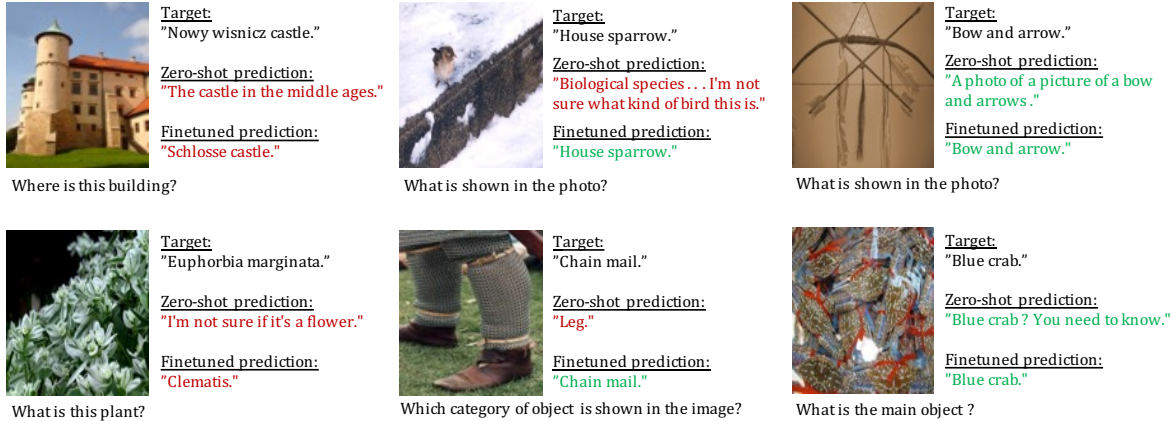 Target:
”Nowy wisnicz castle.”
Zero-shot prediction:
"The castle in the middle ages."
Finetuned prediction:
"Schlosse castle."
Where is this building?
Target:
”House sparrow.”
Zero-shot prediction:
"Biological species . . . I'm not
sure what kind of bird this is."
Finetuned prediction:
"House sparrow."
What is shown in the photo?
Target:
”Bow and arrow.”
Zero-shot prediction:
"A photo of a picture of a bow
and arrows ."
Finetuned prediction:
"Bow and arrow."
What is shown in the photo?
Target:
”Euphorbia marginata.”
Zero-shot prediction:
"I'm not sure if it's a flower."
Finetuned prediction:
”Clematis."
What is this plant?
Target:
”Chain mail.”
Zero-shot prediction:
”Leg."
Finetuned prediction:
”Chain mail."
Which category of object is shown in the image?
Target:
”Blue crab.”
Zero-shot prediction:
”Blue crab ? You need to know."
Finetuned prediction:
”Blue crab."
What is the main object ?